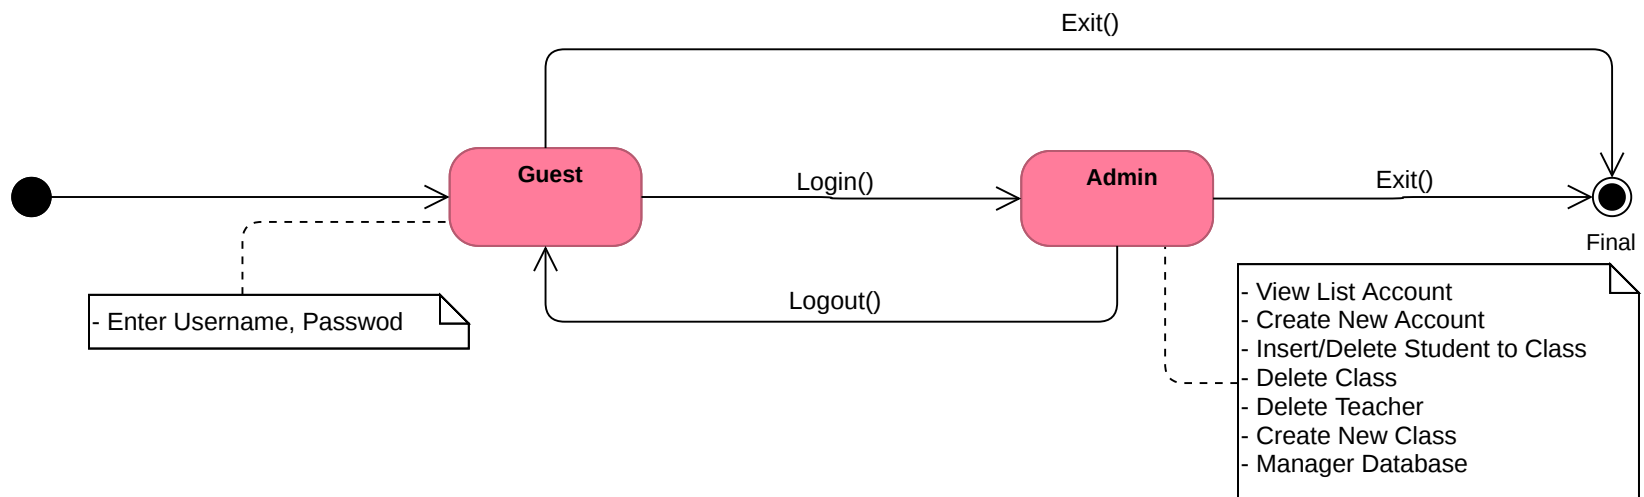 Exit()
Guest
Login()
Admin
Exit()
Final
Logout()
- Enter Username, Passwod
- View List Account
- Create New Account
- Insert/Delete Student to Class
- Delete Class
- Delete Teacher
- Create New Class
- Manager Database